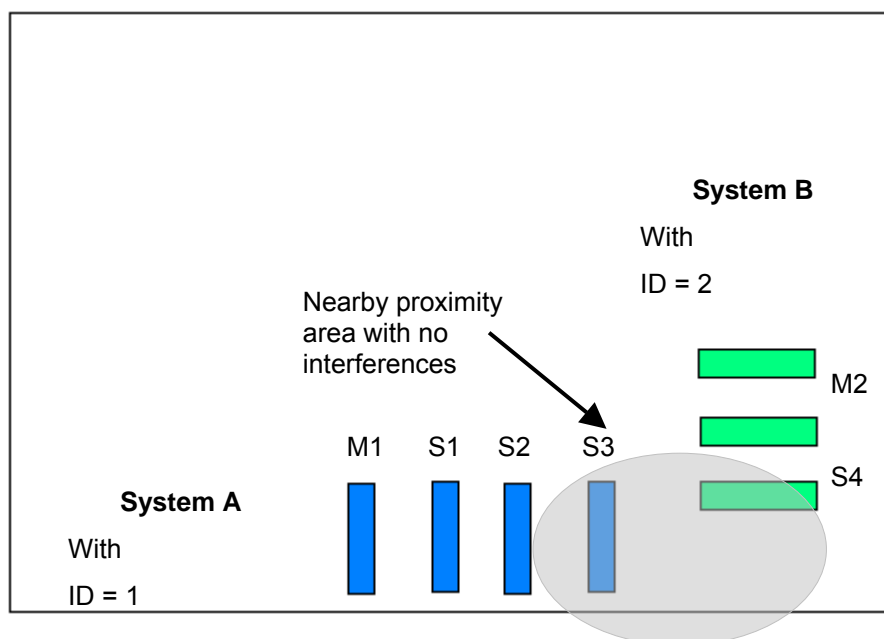 System B
With
ID = 2
Nearby proximity
area with no
interferences
M2
M1 S1 S2 S3
S4
System A
With
ID = 1